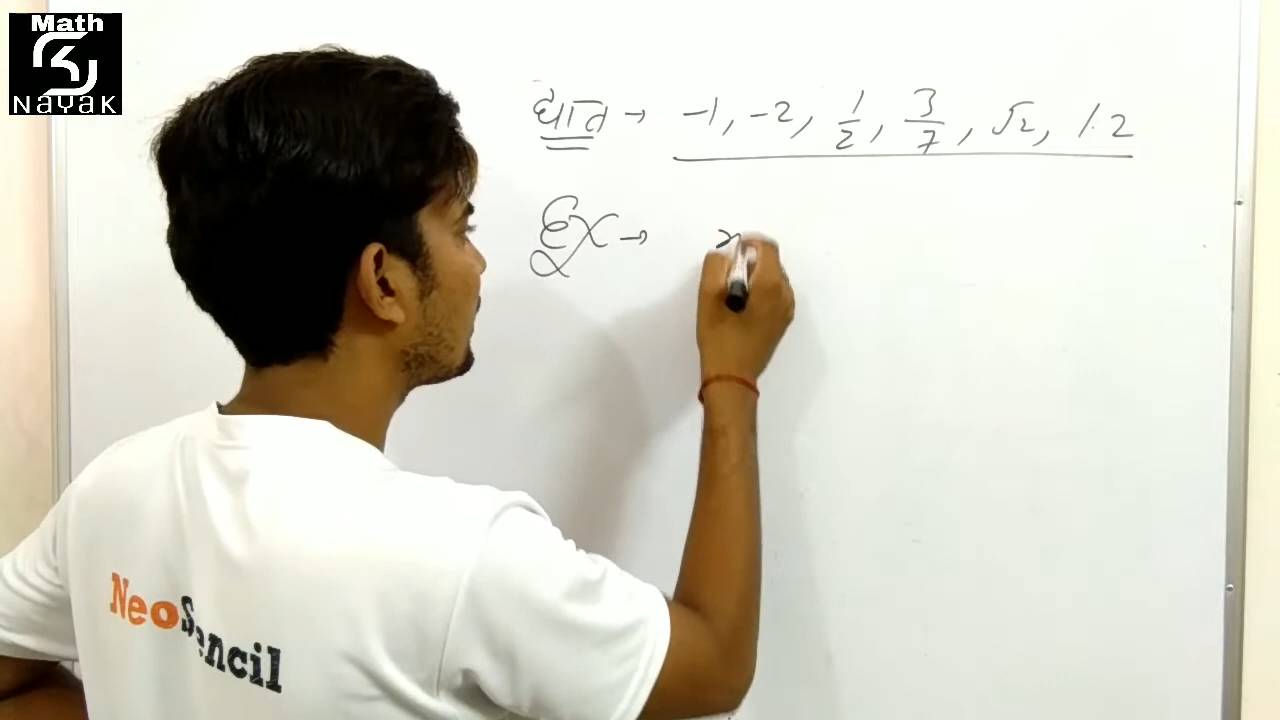 Math
NayaK
घात → -1, -2, 1/2, 3/7, √2, 1.2
Ex → x
NeoStencil